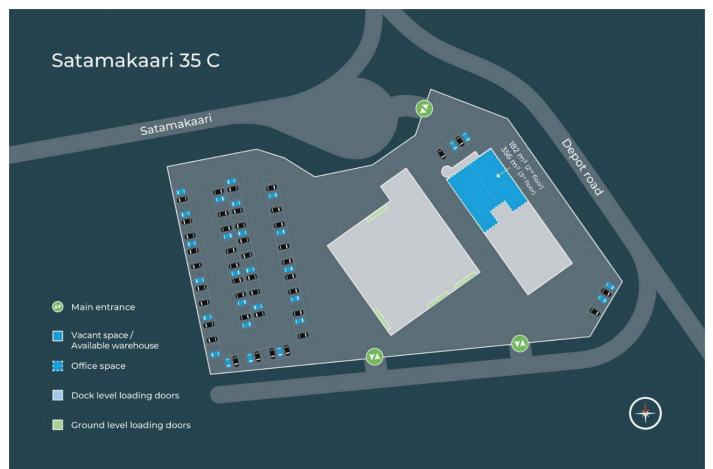 Satamakaari 35 C
Satamakaari
Depot road
182 m² (2ⁿᵈ floor)
356 m² (3ʳᵈ floor)
Main entrance
Vacant space /
Available warehouse
Office space
Dock level loading doors
Ground level loading doors